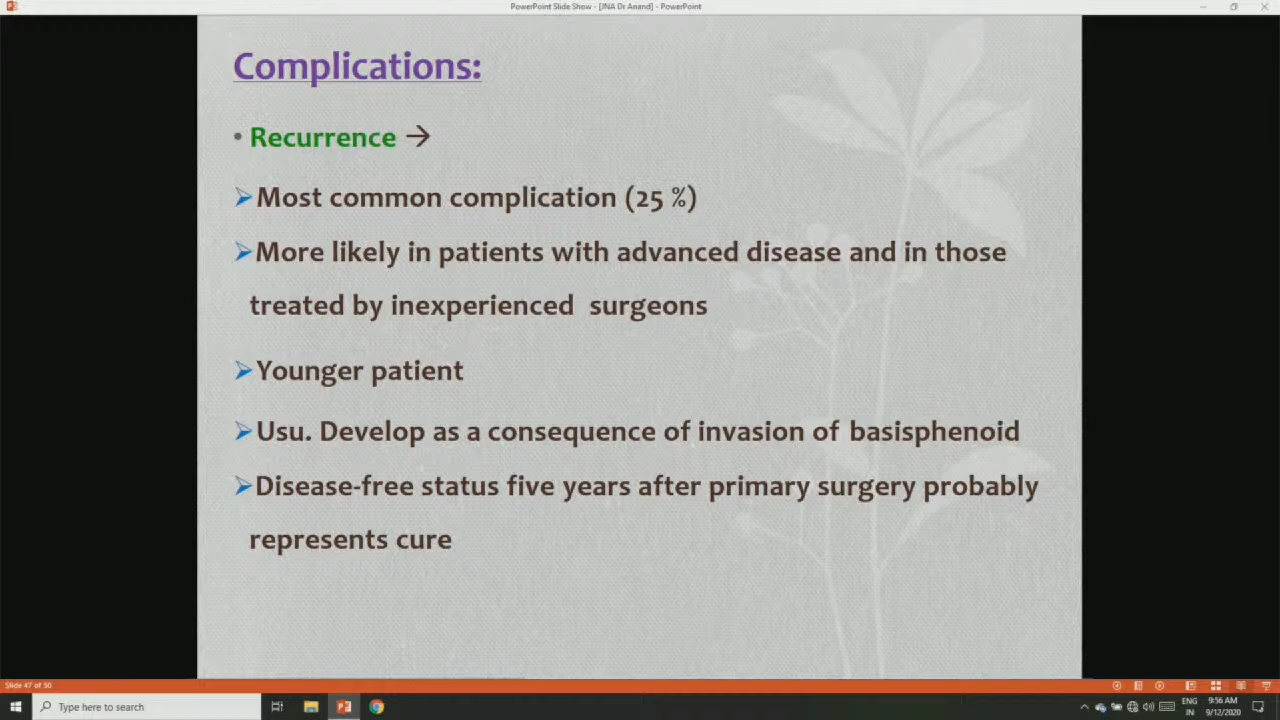 PowerPoint Slide Show - [JNA Dr Anand] - PowerPoint
Complications:
• Recurrence →
➢Most common complication (25 %)
➢More likely in patients with advanced disease and in those
treated by inexperienced surgeons
➢Younger patient
➢Usu. Develop as a consequence of invasion of basisphenoid
➢Disease-free status five years after primary surgery probably
represents cure
Slide 47 of 50
Type here to search
ENG
IN
9:56 AM
9/12/2020